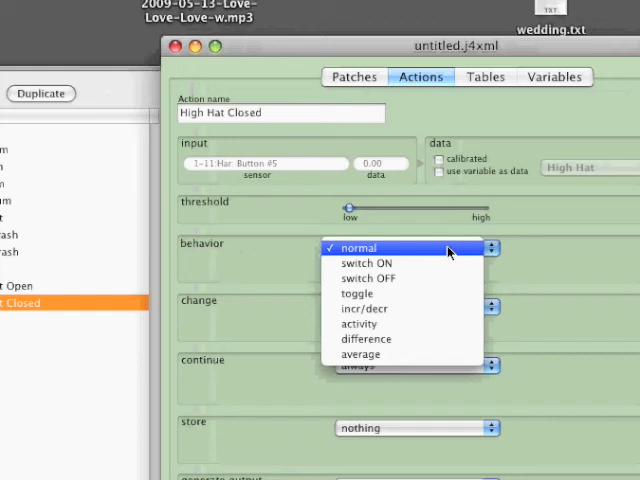 2009-05-13-Love-
Love-Love-w.mp3
TXT
wedding.txt
untitled.j4xml
Patches
Actions
Tables
Variables
Duplicate
Action name
High Hat Closed
input
data
1-11:Har: Button #5
0.00
calibrated
use variable as data
High Hat
sensor
data
threshold
low
high
behavior
✓ normal
switch ON
switch OFF
toggle
incr/decr
activity
difference
average
change
continue
always
store
nothing
t Open
t Closed